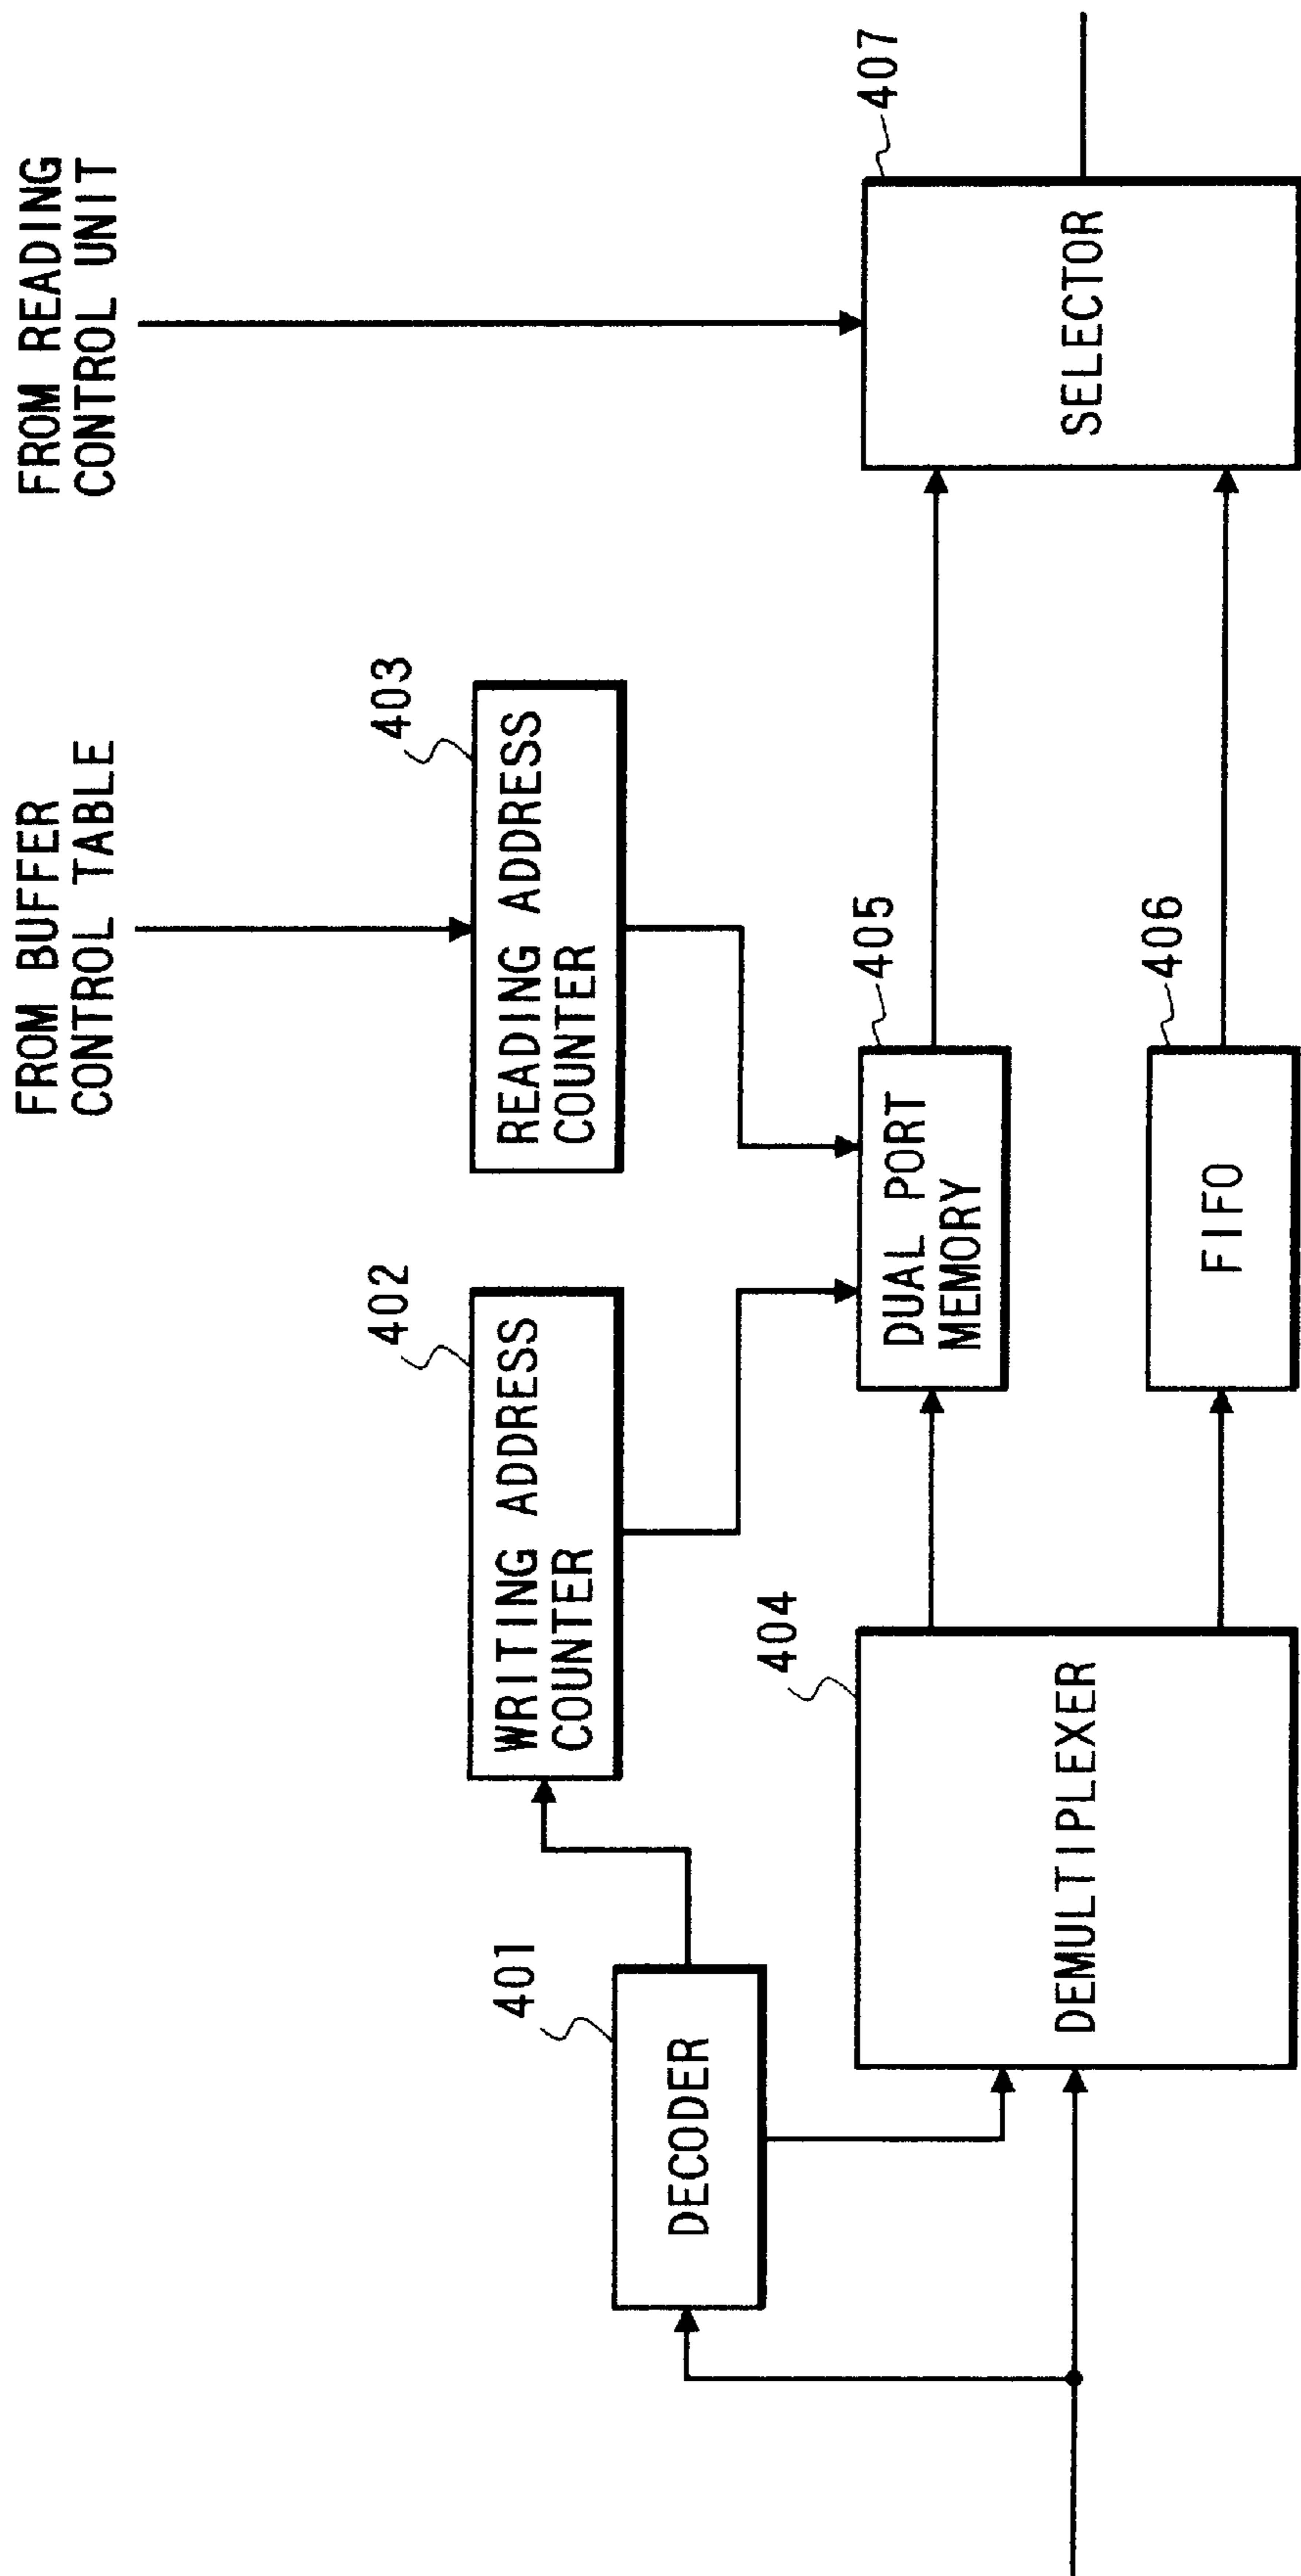 FROM BUFFER
CONTROL TABLE
FROM READING
CONTROL UNIT
402
403
WRITING ADDRESS
COUNTER
READING ADDRESS
COUNTER
401
DECODER
404
405
407
DEMULTIPLEXER
DUAL PORT
MEMORY
SELECTOR
406
FIFO